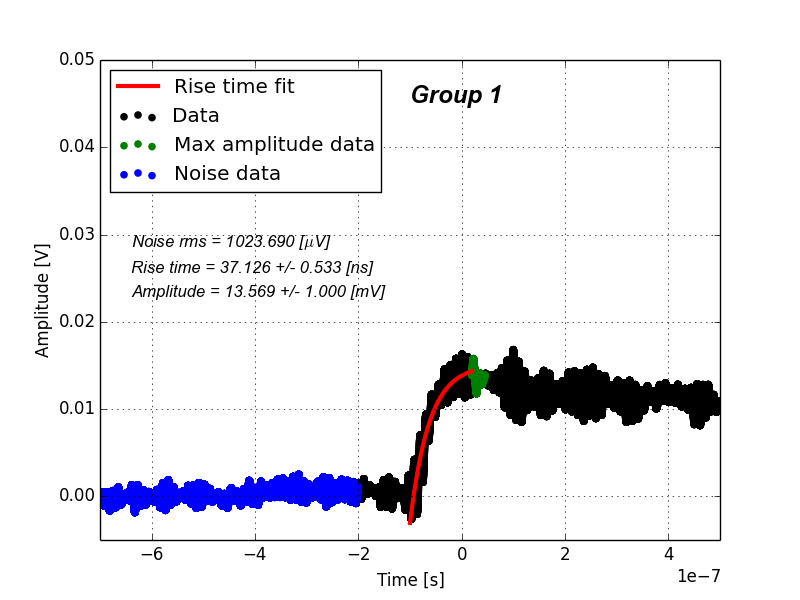 0.05
0.04
0.03
0.02
0.01
0.00
Amplitude [V]
Rise time fit
Data
Max amplitude data
Noise data
Group 1
Noise rms = 1023.690 [μV]
Rise time = 37.126 +/- 0.533 [ns]
Amplitude = 13.569 +/- 1.000 [mV]
−6 −4 −2 0 2 4
1e−7
Time [s]